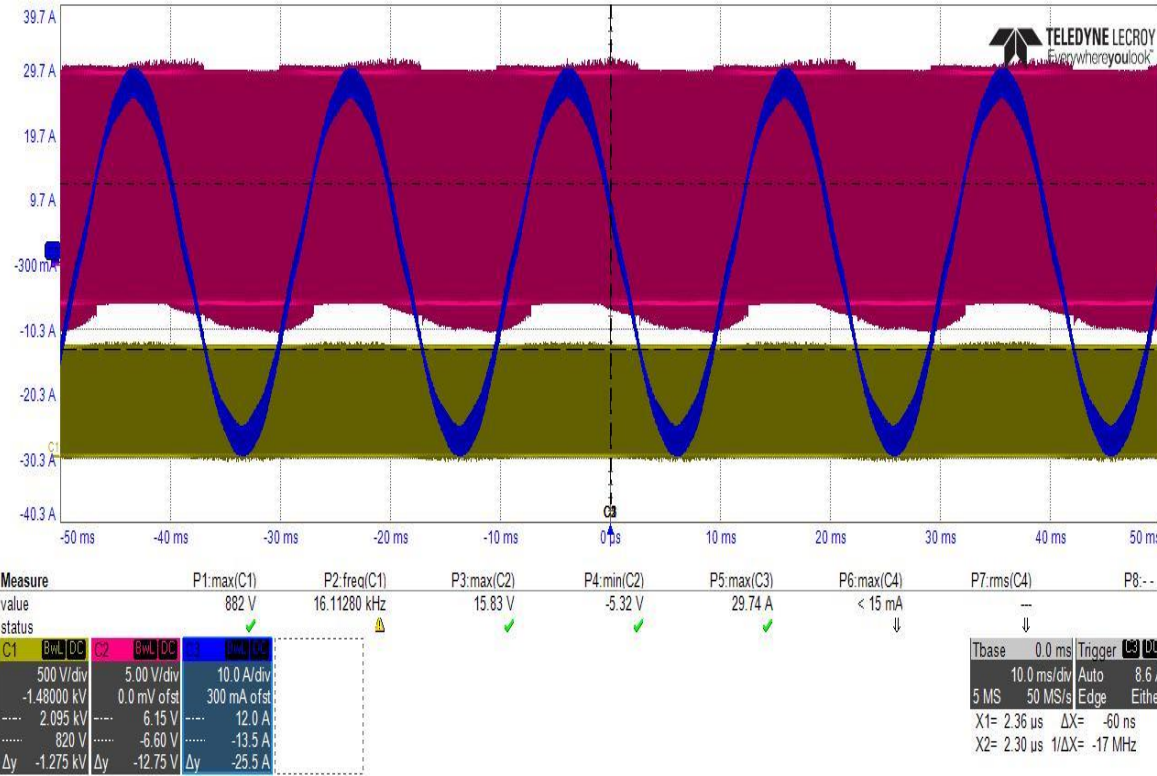 39.7 A
TELEDYNE LECROY
Everywhereyoulook™
29.7 A
19.7 A
9.7 A
-300 mA
-10.3 A
-20.3 A
C1
-30.3 A
-40.3 A
-50 ms -40 ms -30 ms -20 ms -10 ms 0 µs 10 ms 20 ms 30 ms 40 ms 50 ms
Measure P1:max(C1) P2:freq(C1) P3:max(C2) P4:min(C2) P5:max(C3) P6:max(C4) P7:rms(C4) P8:- -
value 882 V 16.11280 kHz 15.83 V -5.32 V 29.74 A < 15 mA ---
status
C1 BwL DC C2 BwL DC C3 BwL DC
Tbase 0.0 ms Trigger C3 DC
500 V/div 5.00 V/div 10.0 A/div
10.0 ms/div Auto 8.6 A
-1.48000 kV 0.0 mV ofst 300 mA ofst
5 MS 50 MS/s Edge Eithe
2.095 kV 6.15 V 12.0 A
X1= 2.36 µs ΔX= -60 ns
820 V -6.60 V -13.5 A
X2= 2.30 µs 1/ΔX= -17 MHz
Δy -1.275 kV Δy -12.75 V Δy -25.5 A